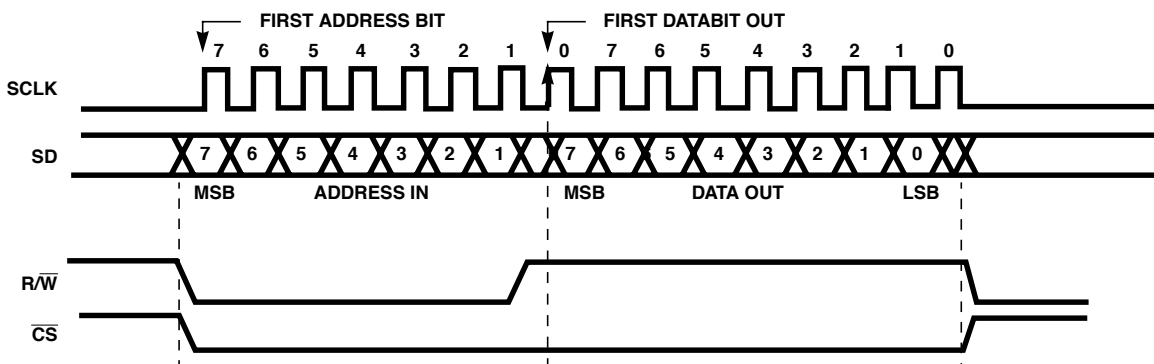 FIRST ADDRESS BIT FIRST DATABIT OUT
7 6 5 4 3 2 1 0 7 6 5 4 3 2 1 0
SCLK
SD 7 6 5 4 3 2 1 7 6 5 4 3 2 1 0
MSB ADDRESS IN MSB DATA OUT LSB
R/W̅
C̅S̅